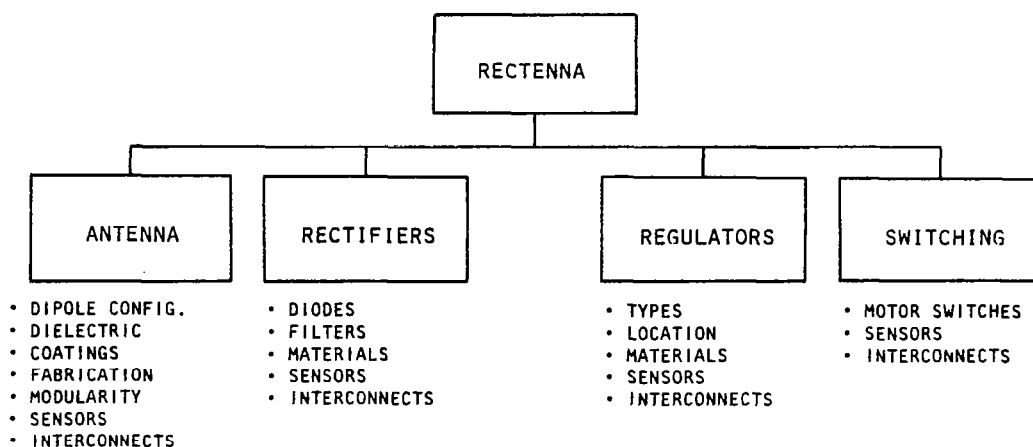 RECTENNA
ANTENNA
RECTIFIERS
REGULATORS
SWITCHING
• DIPOLE CONFIG.
• DIELECTRIC
• COATINGS
• FABRICATION
• MODULARITY
• SENSORS
• INTERCONNECTS
• DIODES
• FILTERS
• MATERIALS
• SENSORS
• INTERCONNECTS
• TYPES
• LOCATION
• MATERIALS
• SENSORS
• INTERCONNECTS
• MOTOR SWITCHES
• SENSORS
• INTERCONNECTS